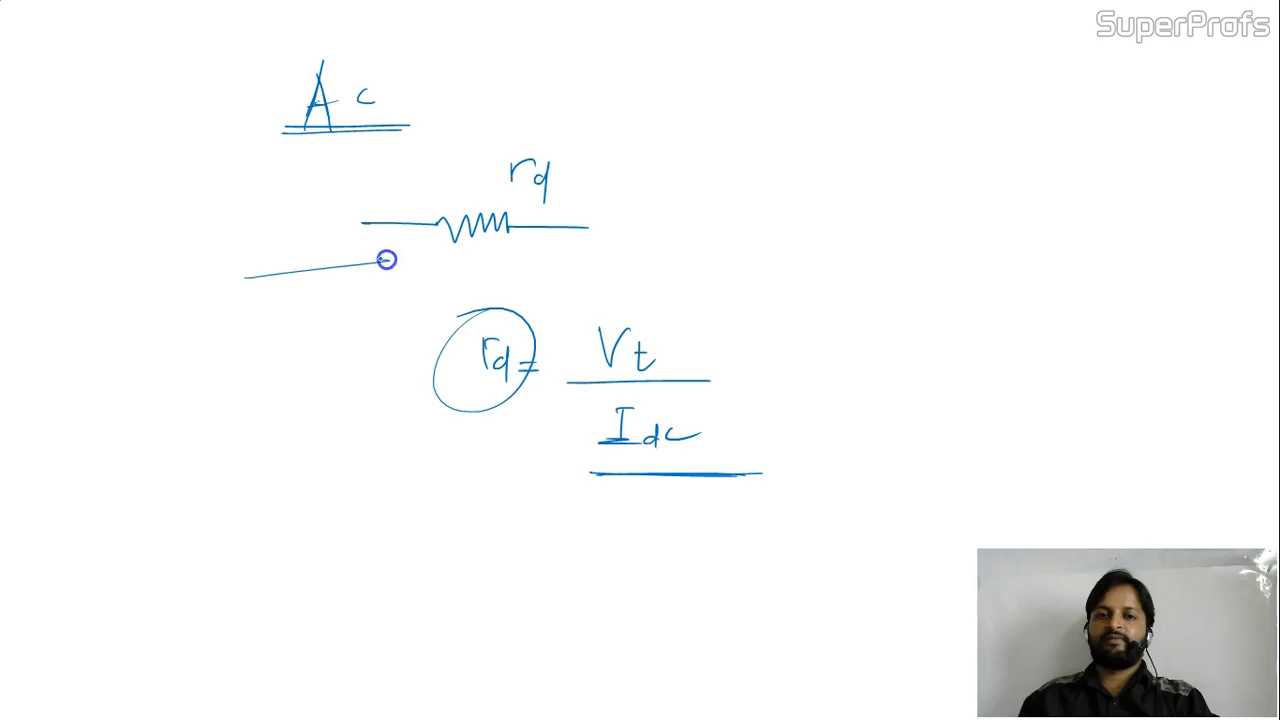 SuperProfs
Ac
rd
rd = Vt
Idc